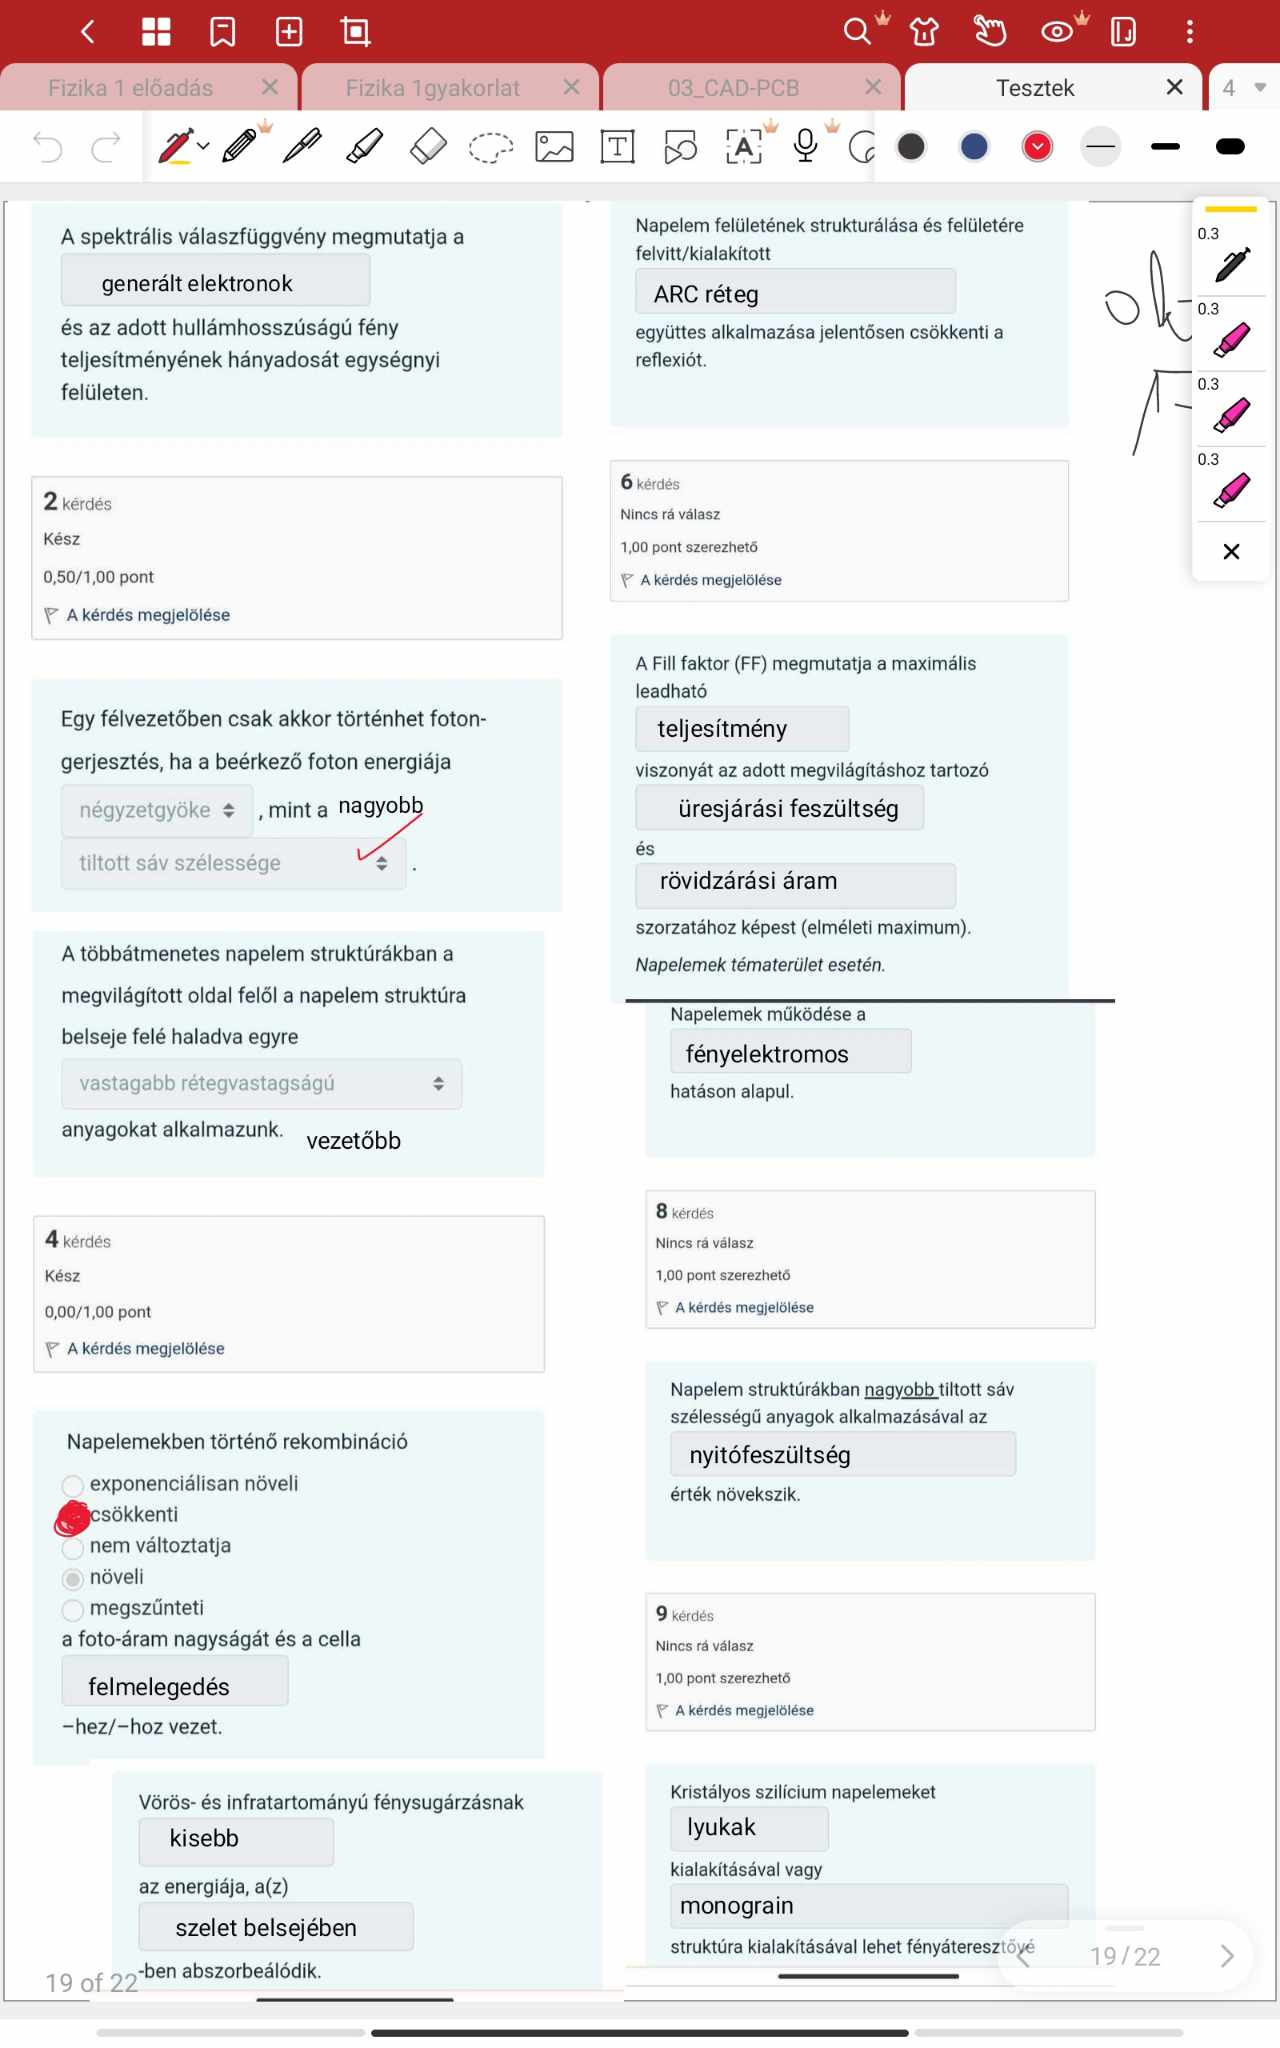 Fizika 1 előadás
Fizika 1gyakorlat
03_CAD-PCB
Tesztek
4
A spektrális válaszfüggvény megmutatja a
generált elektronok
és az adott hullámhosszúságú fény
teljesítményének hányadosát egységnyi
felületen.
2 kérdés
Kész
0,50/1,00 pont
A kérdés megjelölése
Egy félvezetőben csak akkor történhet foton-
gerjesztés, ha a beérkező foton energiája
négyzetgyöke , mint a nagyobb
tiltott sáv szélessége .
A többátmenetes napelem struktúrákban a
megvilágított oldal felől a napelem struktúra
belseje felé haladva egyre
vastagabb rétegvastagságú
anyagokat alkalmazunk. vezetőbb
4 kérdés
Kész
0,00/1,00 pont
A kérdés megjelölése
Napelemekben történő rekombináció
exponenciálisan növeli
csökkenti
nem változtatja
növeli
megszűnteti
a foto-áram nagyságát és a cella
felmelegedés
–hez/–hoz vezet.
Vörös- és infratartományú fénysugárzásnak
kisebb
az energiája, a(z)
szelet belsejében
-ben abszorbeálódik.
19 of 22
Napelem felületének strukturálása és felületére
felvitt/kialakított
ARC réteg
együttes alkalmazása jelentősen csökkenti a
reflexiót.
6 kérdés
Nincs rá válasz
1,00 pont szerezhető
A kérdés megjelölése
A Fill faktor (FF) megmutatja a maximális
leadható
teljesítmény
viszonyát az adott megvilágításhoz tartozó
üresjárási feszültség
és
rövidzárási áram
szorzatához képest (elméleti maximum).
Napelemek tématerület esetén.
Napelemek működése a
fényelektromos
hatáson alapul.
8 kérdés
Nincs rá válasz
1,00 pont szerezhető
A kérdés megjelölése
Napelem struktúrákban nagyobb tiltott sáv
szélességű anyagok alkalmazásával az
nyitófeszültség
érték növekszik.
9 kérdés
Nincs rá válasz
1,00 pont szerezhető
A kérdés megjelölése
Kristályos szilícium napelemeket
lyukak
kialakításával vagy
monograin
struktúra kialakításával lehet fényáteresztővé
19/22
ok
0.3
0.3
0.3
0.3